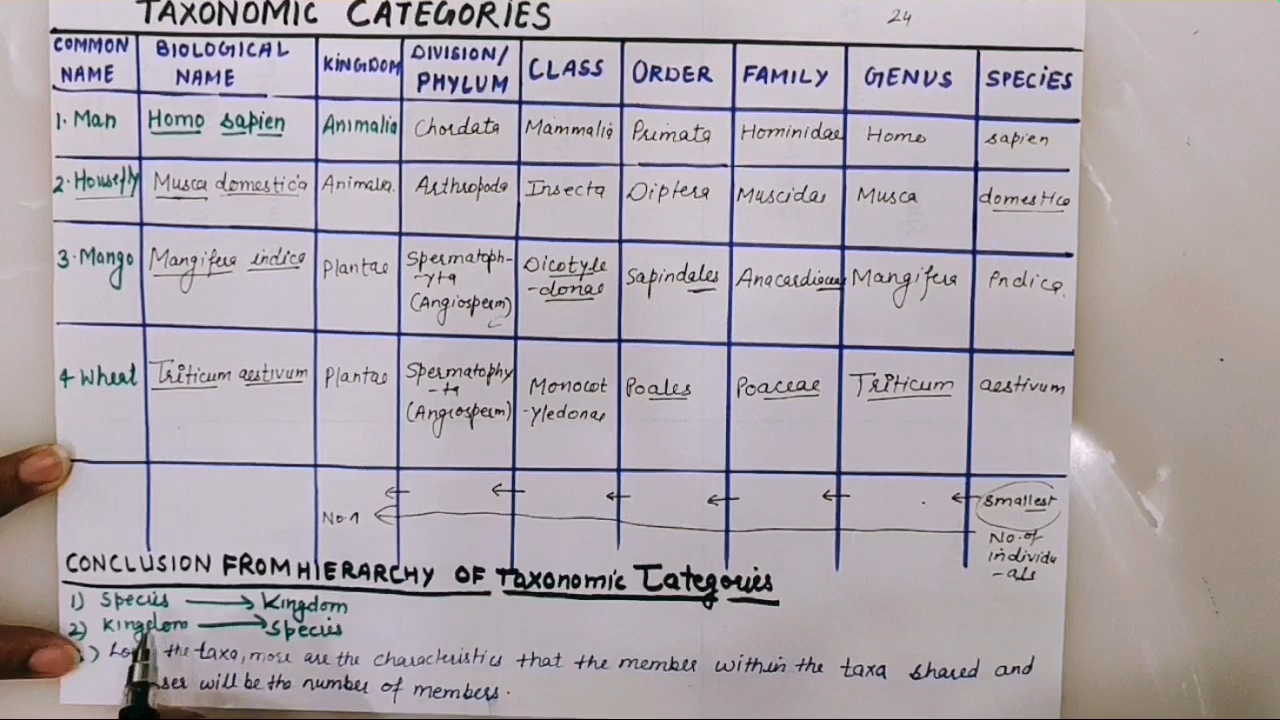 TAXONOMIC CATEGORIES
24
COMMON NAME BIOLOGICAL NAME KINGDOM DIVISION/ PHYLUM CLASS ORDER FAMILY GENUS SPECIES
1. Man Homo sapien Animalia Chordata Mammalia Primata Hominidae Homo sapien
2. Housefly Musca domestica Animalia Arthropoda Insecta Diptera Muscidae Musca domestica
3. Mango Mangifera indica Plantae Spermatoph- -yta (Angiosperm) Dicotyle -donae Sapindales Anacardiaceae Mangifera Indica.
4 Wheat Triticum aestivum Plantae Spermatophy -ta (Angiosperm) Monocot -yledonae Poales Poaceae Triticum aestivum
← ← ← ← ← ← smallest
No. ↑
No. of
individu
-als
CONCLUSION FROM HIERARCHY OF Taxonomic Categories
1) Species → Kingdom
2) Kingdom → Species
the taxa, more are the characteristics that the member within the taxa shared and
will be the number of members.